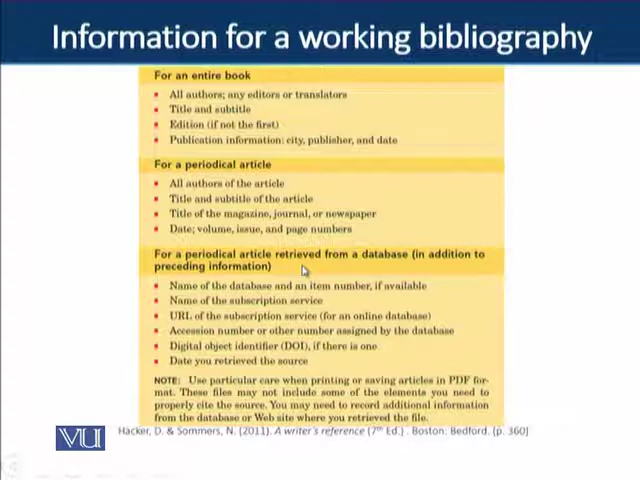 Information for a working bibliography
For an entire book
▪ All authors; any editors or translators
▪ Title and subtitle
▪ Edition (if not the first)
▪ Publication information: city, publisher, and date
For a periodical article
▪ All authors of the article
▪ Title and subtitle of the article
▪ Title of the magazine, journal, or newspaper
▪ Date; volume, issue, and page numbers
For a periodical article retrieved from a database (in addition to
preceding information)
▪ Name of the database and an item number, if available
▪ Name of the subscription service
▪ URL of the subscription service (for an online database)
▪ Accession number or other number assigned by the database
▪ Digital object identifier (DOI), if there is one
▪ Date you retrieved the source
NOTE: Use particular care when printing or saving articles in PDF for-
mat. These files may not include some of the elements you need to
properly cite the source. You may need to record additional information
from the database or Web site where you retrieved the file.
VU
Hacker, D. & Sommers, N. (2011). A writer's reference (7th Ed.) . Boston: Bedford. [p. 360]